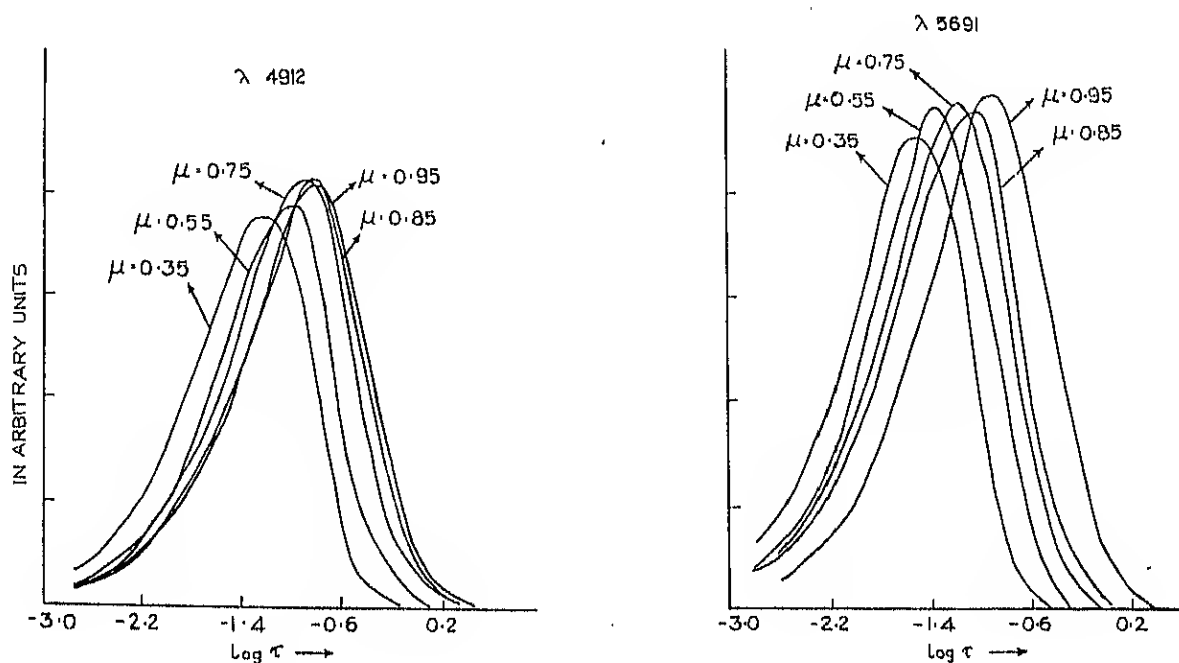 λ 4912
μ=0.75
μ=0.95
μ=0.55
μ=0.85
μ=0.35
IN ARBITRARY UNITS
-3.0 -2.2 -1.4 -0.6 0.2
Log τ →
λ 5691
μ=0.75
μ=0.55
μ=0.95
μ=0.35
μ=0.85
-3.0 -2.2 -1.4 -0.6 0.2
Log τ →